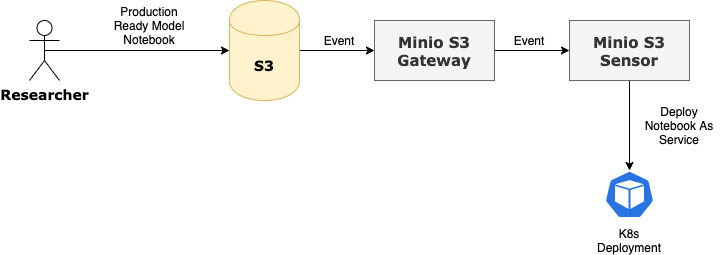 Production
Ready Model
Notebook
Researcher
S3
Event
Minio S3
Gateway
Event
Minio S3
Sensor
Deploy
Notebook As
Service
K8s
Deployment